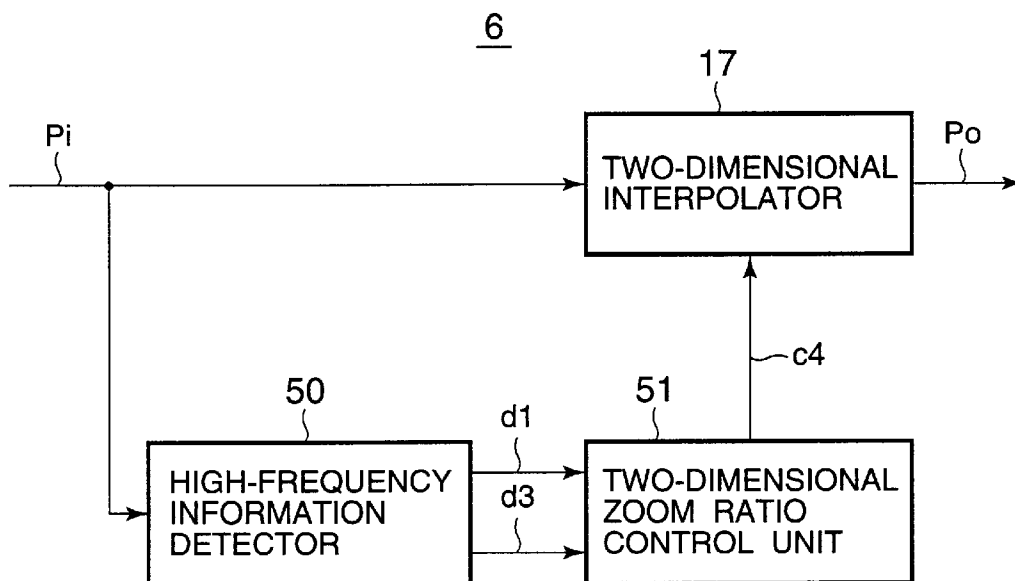 6
17
Pi
Po
TWO-DIMENSIONAL
INTERPOLATOR
c4
50
51
d1
d3
HIGH-FREQUENCY
INFORMATION
DETECTOR
TWO-DIMENSIONAL
ZOOM RATIO
CONTROL UNIT